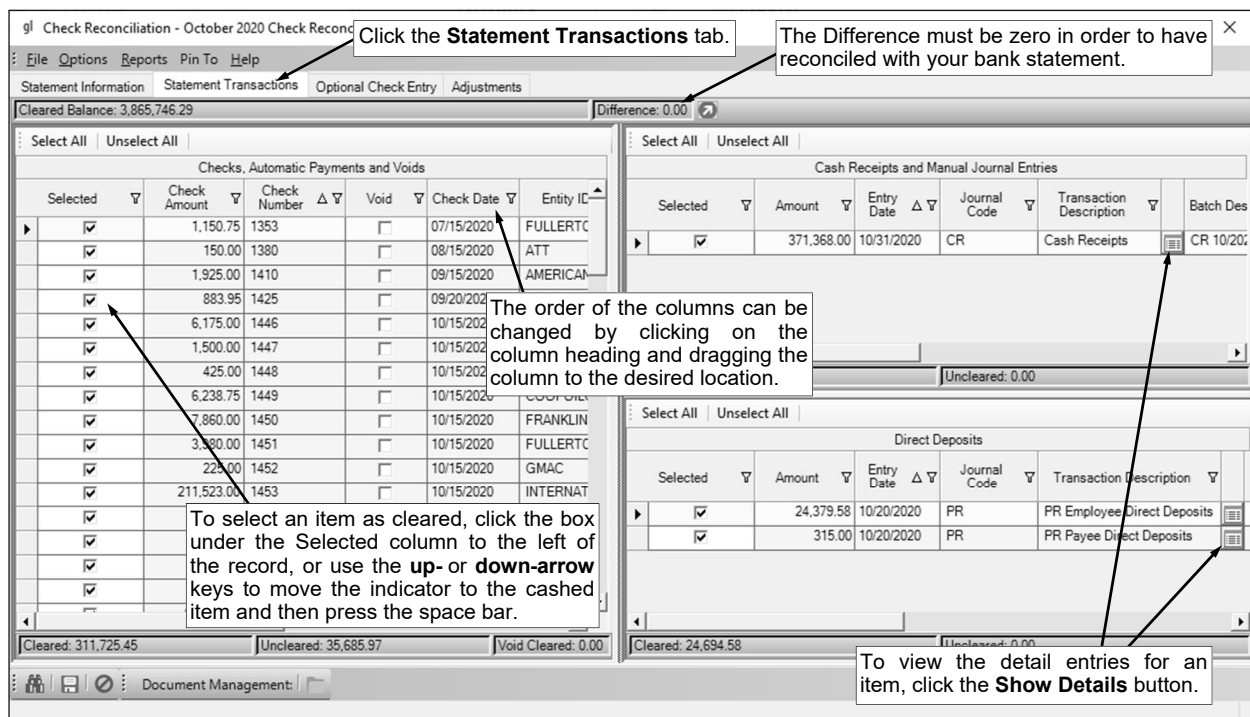 gl Check Reconciliation - October 2020 Check Recon
Click the Statement Transactions tab.
The Difference must be zero in order to have
reconciled with your bank statement.
File Options Reports Pin To Help
Statement Information Statement Transactions Optional Check Entry Adjustments
Cleared Balance: 3,865,746.29 Difference: 0.00
Select All Unselect All
Checks, Automatic Payments and Voids
Selected Check Amount Check Number Void Check Date Entity ID
1,150.75 1353 07/15/2020 FULLERTO
150.00 1380 08/15/2020 ATT
1,925.00 1410 09/15/2020 AMERICAN
883.95 1425 09/20/202
6,175.00 1446 10/15/202
1,500.00 1447 10/15/202
425.00 1448 10/15/202
6,238.75 1449 10/15/2020
7,860.00 1450 10/15/2020 FRANKLIN
3,980.00 1451 10/15/2020 FULLERTO
225.00 1452 10/15/2020 GMAC
211,523.00 1453 10/15/2020 INTERNAT
The order of the columns can be
changed by clicking on the
column heading and dragging the
column to the desired location.
To select an item as cleared, click the box
under the Selected column to the left of
the record, or use the up- or down-arrow
keys to move the indicator to the cashed
item and then press the space bar.
Cleared: 311,725.45 Uncleared: 35,685.97 Void Cleared: 0.00
Select All Unselect All
Cash Receipts and Manual Journal Entries
Selected Amount Entry Date Journal Code Transaction Description Batch Des
371,368.00 10/31/2020 CR Cash Receipts CR 10/202
Uncleared: 0.00
Select All Unselect All
Direct Deposits
Selected Amount Entry Date Journal Code Transaction Description
24,379.58 10/20/2020 PR PR Employee Direct Deposits
315.00 10/20/2020 PR PR Payee Direct Deposits
Cleared: 24,694.58 Uncleared: 0.00
To view the detail entries for an
item, click the Show Details button.
Document Management: